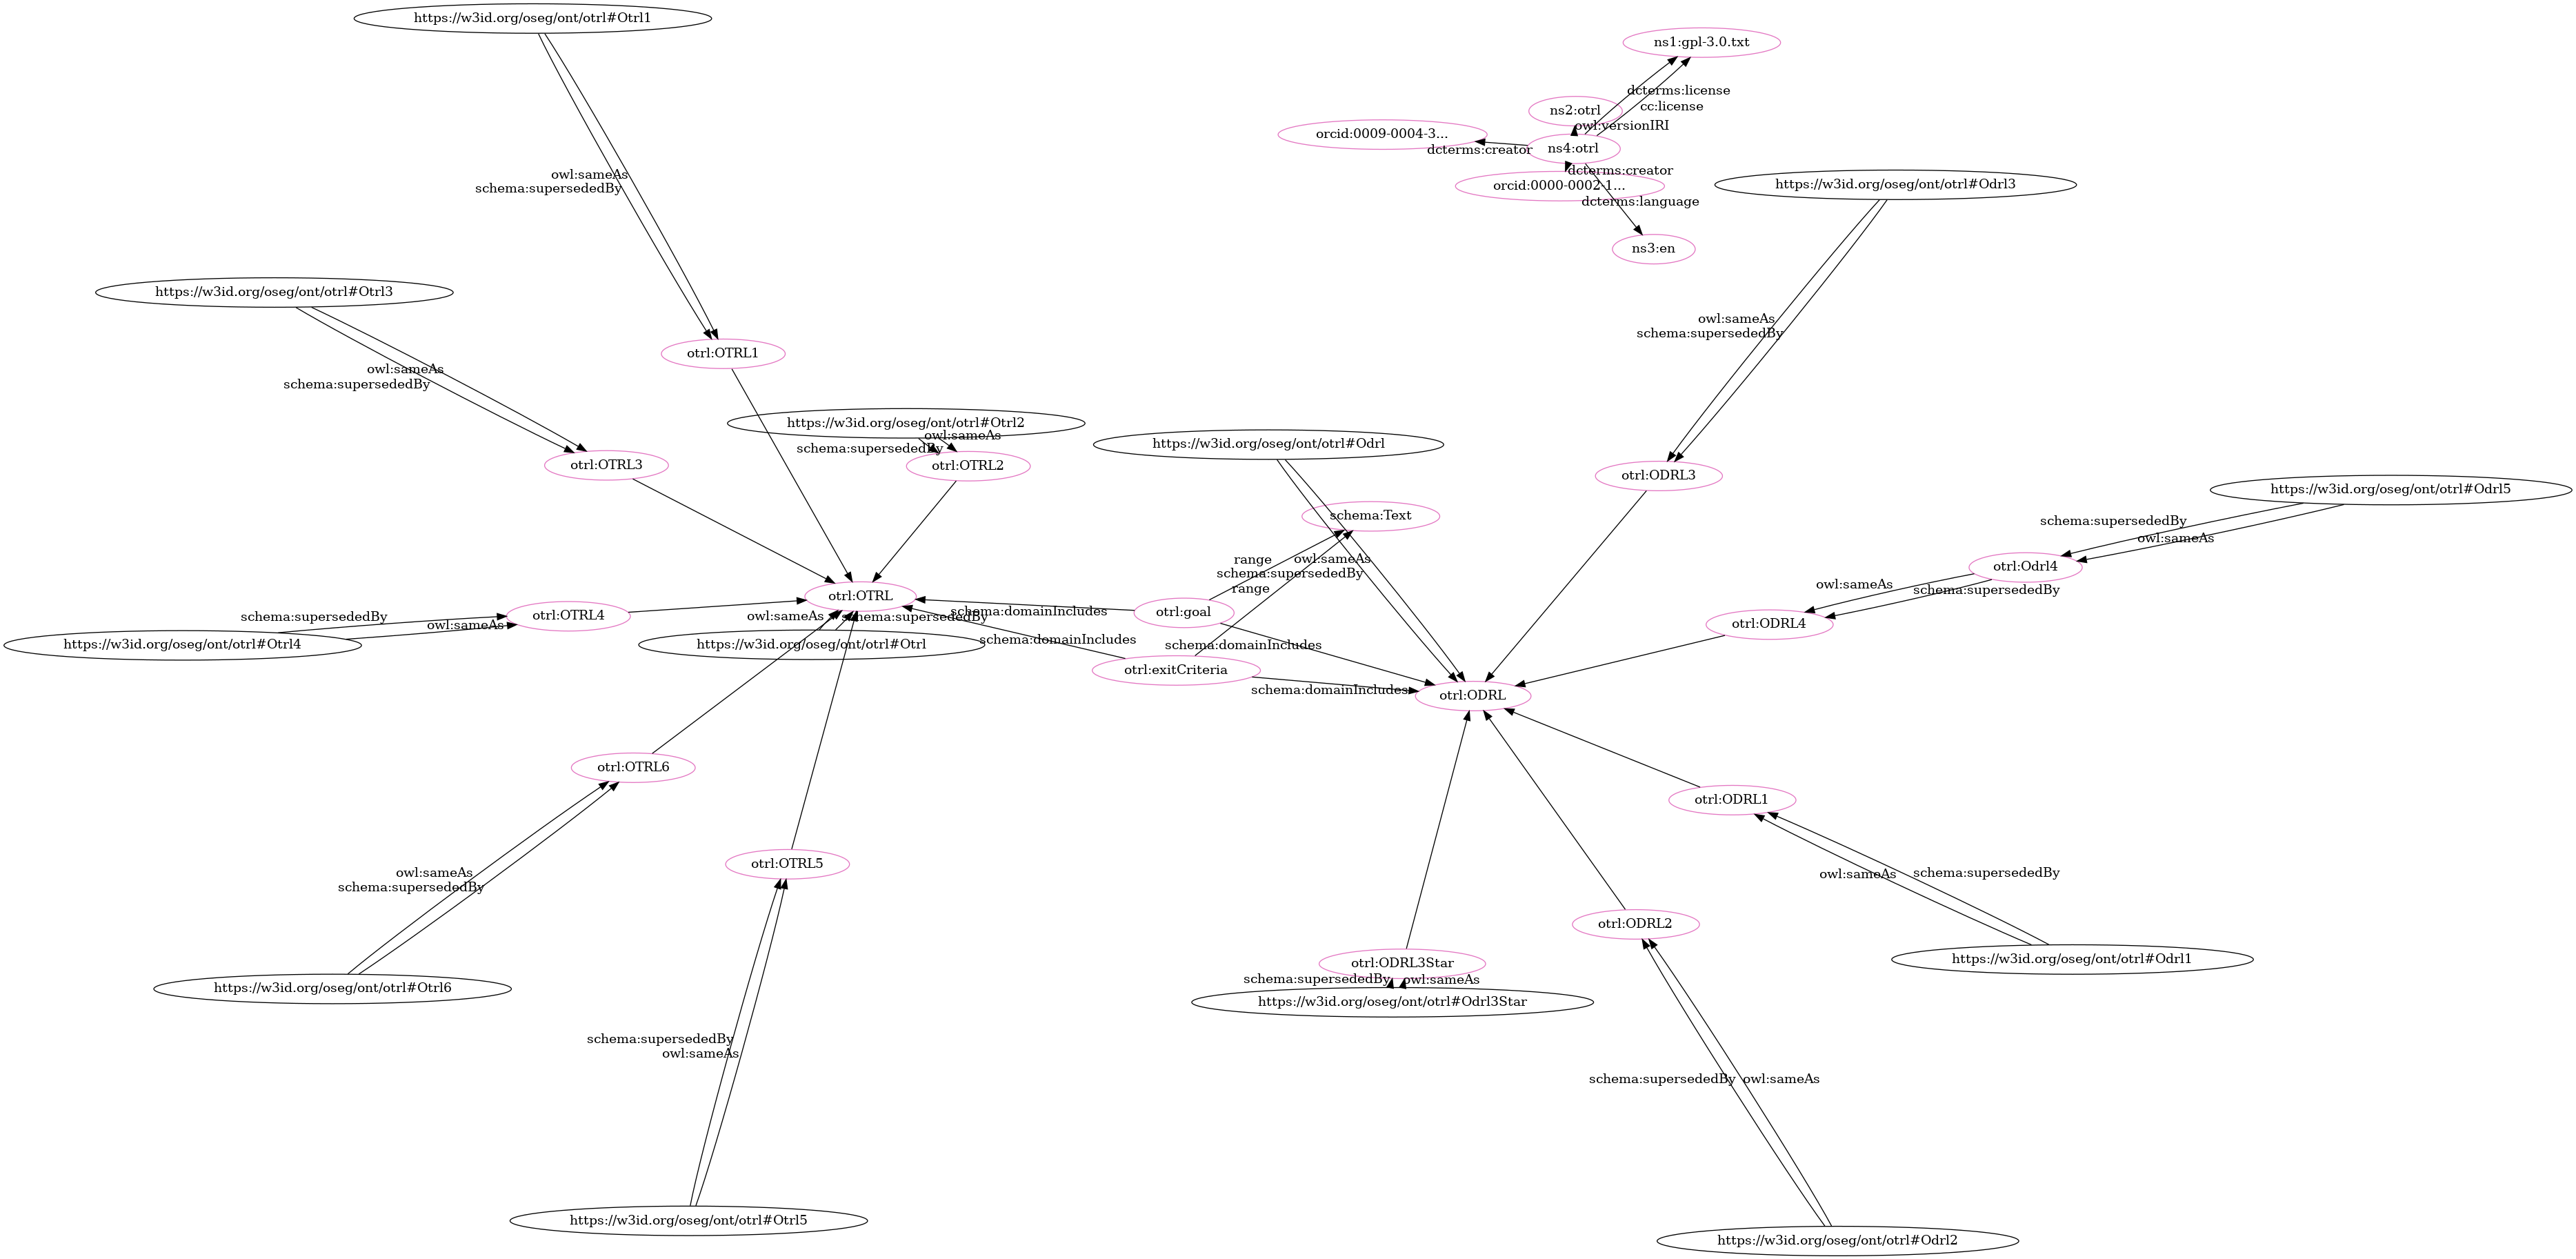 https://w3id.org/oseg/ont/otrl#Otrl1
ns1:gpl-3.0.txt
dcterms:license
cc:license
ns2:otrl
owl:versionIRI
orcid:0009-0004-3...
ns4:otrl
dcterms:creator
dcterms:creator
orcid:0000-0002-1...
dcterms:language
ns3:en
https://w3id.org/oseg/ont/otrl#Odrl3
owl:sameAs
schema:supersededBy
https://w3id.org/oseg/ont/otrl#Otrl3
owl:sameAs
schema:supersededBy
otrl:OTRL1
owl:sameAs
schema:supersededBy
https://w3id.org/oseg/ont/otrl#Otrl2
owl:sameAs
schema:supersededBy
otrl:OTRL3
otrl:OTRL2
https://w3id.org/oseg/ont/otrl#Odrl
otrl:ODRL3
https://w3id.org/oseg/ont/otrl#Odrl5
schema:Text
schema:supersededBy
owl:sameAs
range
owl:sameAs
schema:supersededBy
range
otrl:Odrl4
owl:sameAs
schema:supersededBy
otrl:OTRL
otrl:goal
schema:domainIncludes
schema:supersededBy
otrl:OTRL4
owl:sameAs
owl:sameAs
schema:supersededBy
otrl:ODRL4
https://w3id.org/oseg/ont/otrl#Otrl4
https://w3id.org/oseg/ont/otrl#Otrl
schema:domainIncludes
schema:domainIncludes
otrl:exitCriteria
schema:domainIncludes
otrl:ODRL
otrl:OTRL6
otrl:ODRL1
otrl:OTRL5
owl:sameAs
schema:supersededBy
owl:sameAs
schema:supersededBy
otrl:ODRL2
otrl:ODRL3Star
https://w3id.org/oseg/ont/otrl#Odrl1
schema:supersededBy
owl:sameAs
https://w3id.org/oseg/ont/otrl#Otrl6
https://w3id.org/oseg/ont/otrl#Odrl3Star
schema:supersededBy
owl:sameAs
schema:supersededBy
owl:sameAs
https://w3id.org/oseg/ont/otrl#Otrl5
https://w3id.org/oseg/ont/otrl#Odrl2